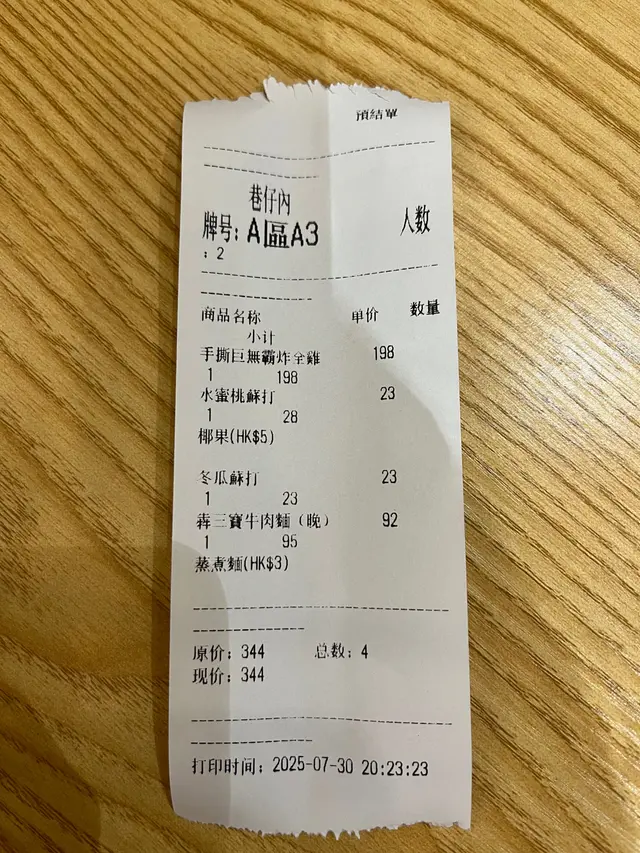 預結單
--------------------------
------------
巷仔內
牌号: A區A3 人数
: 2
--------------------------
------------
商品名称 单价 数量
小计
手撕巨無霸炸全雞 198
1 198
水蜜桃蘇打 23
1 28
椰果(HK$5)
冬瓜蘇打 23
1 23
犇三寶牛肉麵（晚） 92
1 95
蒸煮麵(HK$3)
--------------------------
------------
原价: 344 总数: 4
现价: 344
--------------------------
------------
打印时间: 2025-07-30 20:23:23